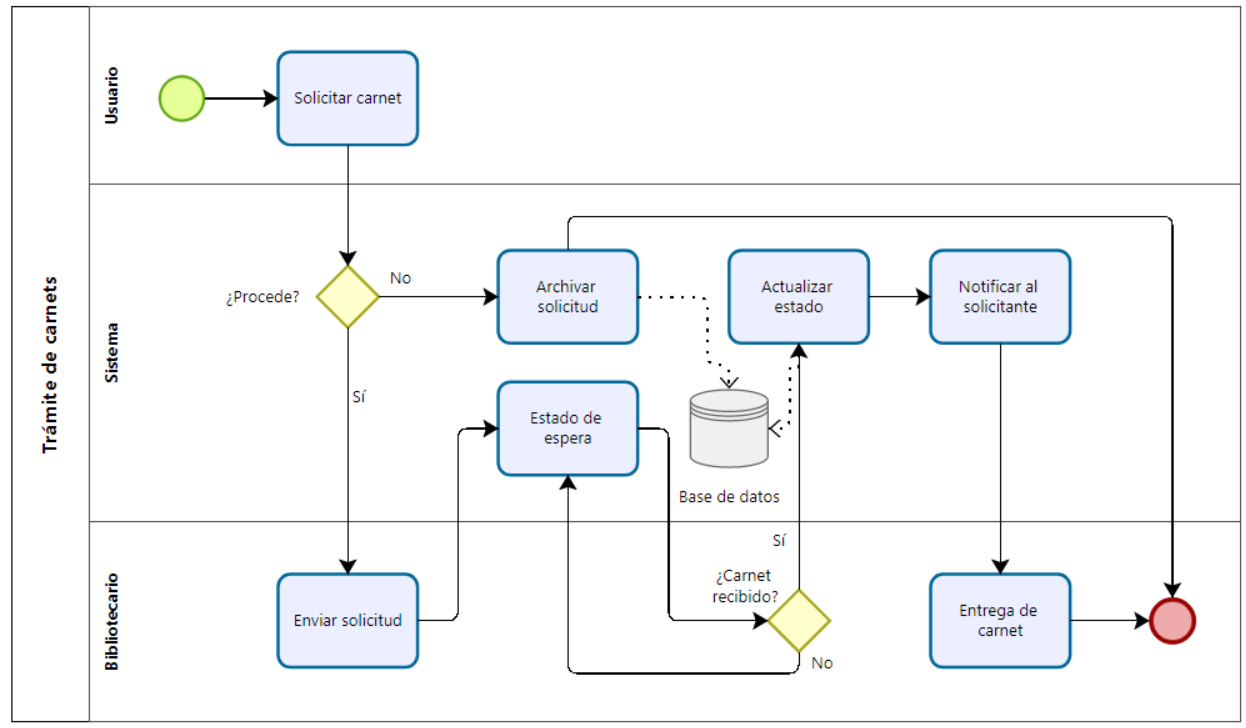 Trámite de carnets
Usuario
Solicitar carnet
Sistema
¿Procede?
No
Sí
Archivar
solicitud
Actualizar
estado
Notificar al
solicitante
Estado de
espera
Base de datos
Bibliotecario
Enviar solicitud
Sí
¿Carnet
recibido?
No
Entrega de
carnet